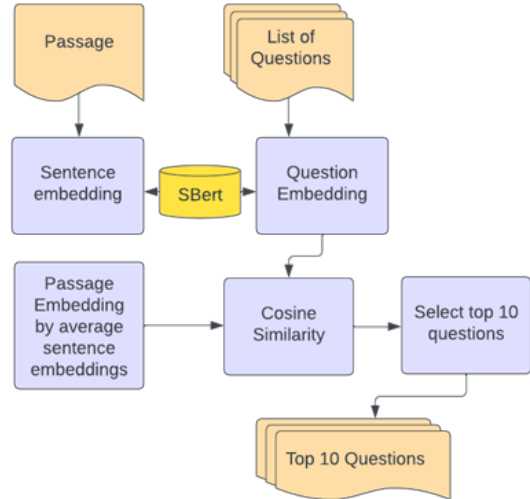 Passage
List of
Questions
Sentence
embedding
SBert
Question
Embedding
Passage
Embedding
by average
sentence
embeddings
Cosine
Similarity
Select top 10
questions
Top 10 Questions